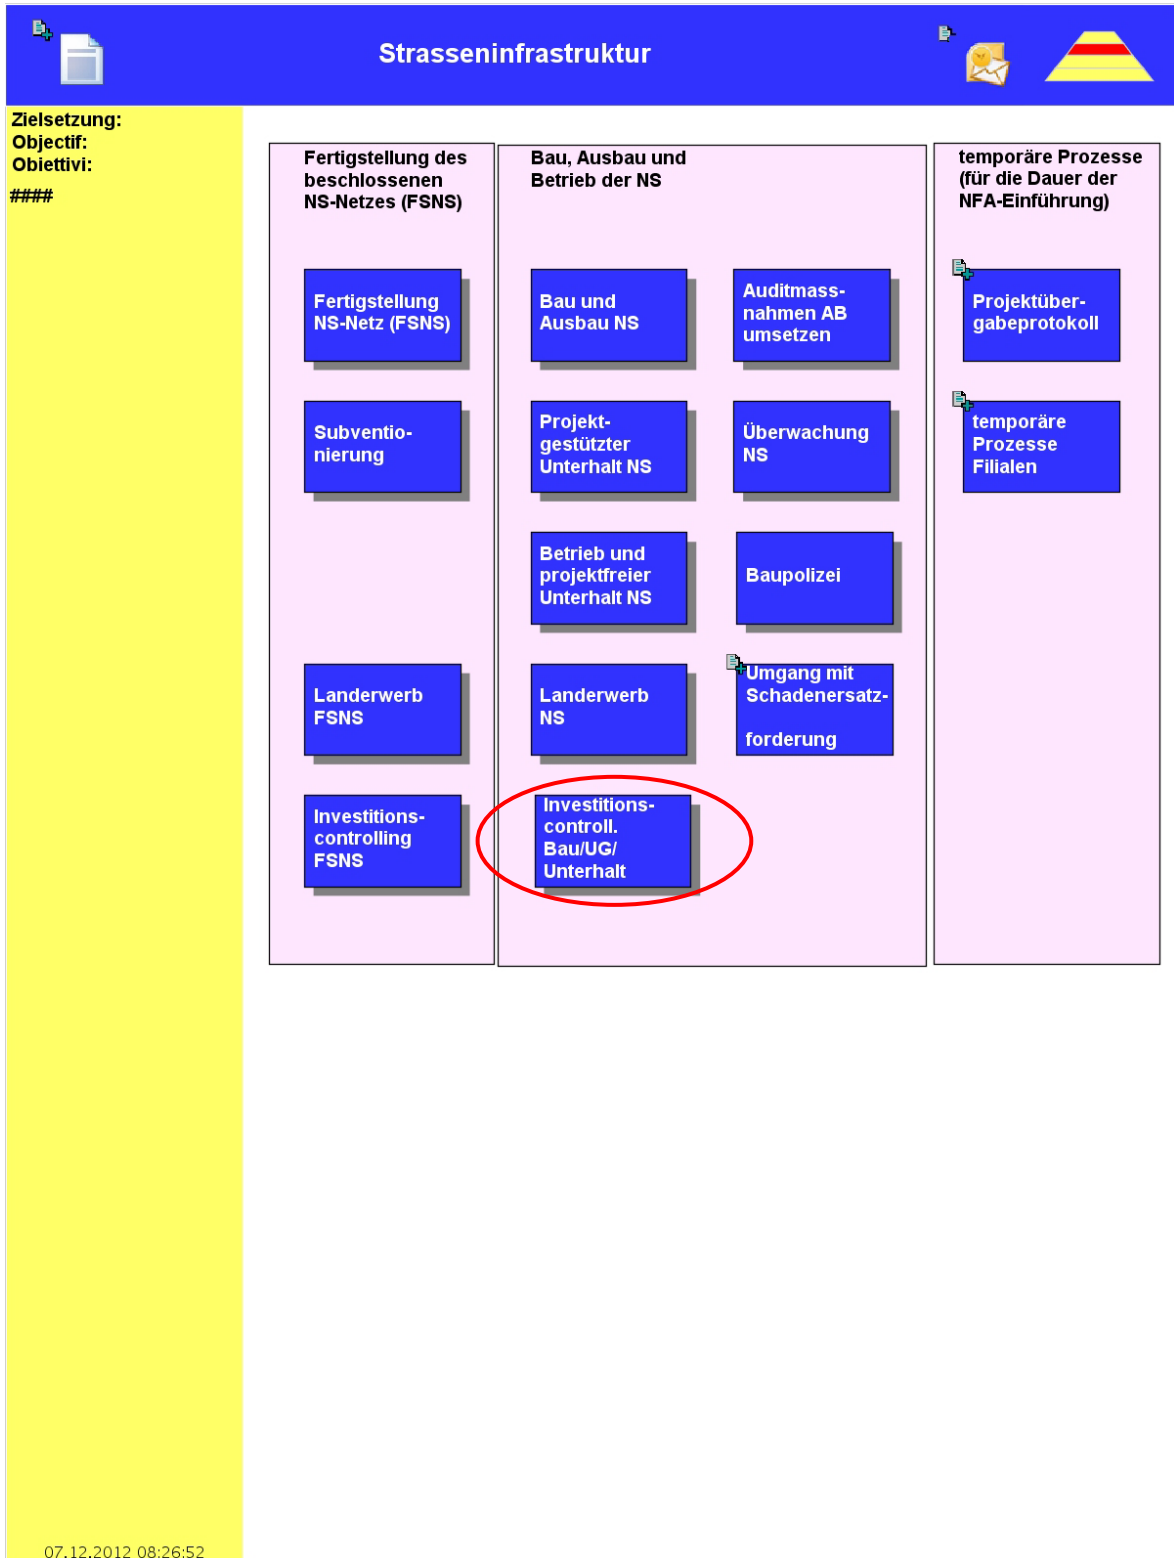 Strasseninfrastruktur
Zielsetzung:
Objectif:
Obiettivi:
####
Fertigstellung des
beschlossenen
NS-Netzes (FSNS)
Fertigstellung
NS-Netz (FSNS)
Subventio-
nierung
Landerwerb
FSNS
Investitions-
controlling
FSNS
Bau, Ausbau und
Betrieb der NS
Bau und
Ausbau NS
Auditmass-
nahmen AB
umsetzen
Projekt-
gestützter
Unterhalt NS
Überwachung
NS
Betrieb und
projektfreier
Unterhalt NS
Baupolizei
Landerwerb
NS
Umgang mit
Schadenersatz-
forderung
Investitions-
controll.
Bau/UG/
Unterhalt
temporäre Prozesse
(für die Dauer der
NFA-Einführung)
Projektüber-
gabeprotokoll
temporäre
Prozesse
Filialen
07.12.2012 08:26:52